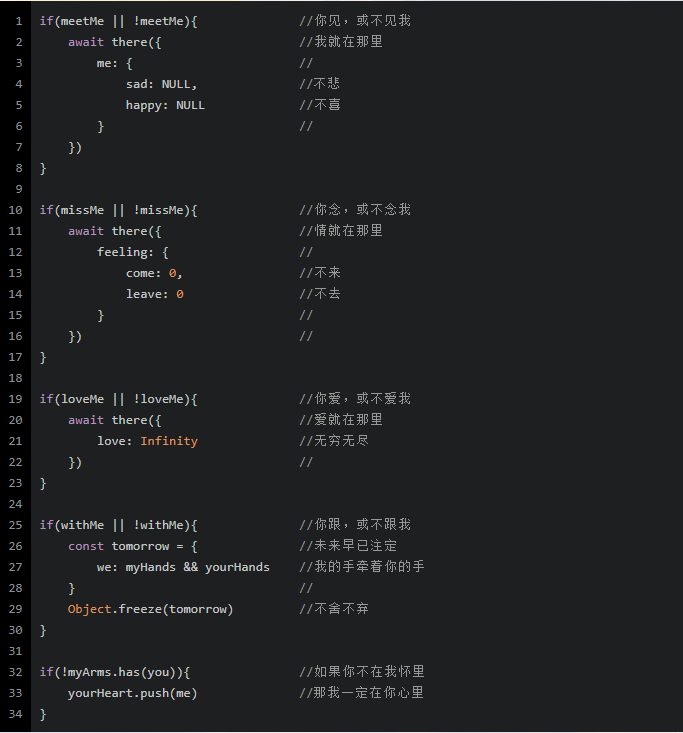 1 if(meetMe || !meetMe){ //你见，或不见我
2 await there({ //我就在那里
3 me: { //
4 sad: NULL, //不悲
5 happy: NULL //不喜
6 } //
7 })
8 }
9
10 if(missMe || !missMe){ //你念，或不念我
11 await there({ //情就在那里
12 feeling: { //
13 come: 0, //不来
14 leave: 0 //不去
15 } //
16 }) //
17 }
18
19 if(loveMe || !loveMe){ //你爱，或不爱我
20 await there({ //爱就在那里
21 love: Infinity //无穷无尽
22 }) //
23 }
24
25 if(withMe || !withMe){ //你跟，或不跟我
26 const tomorrow = { //未来早已注定
27 we: myHands && yourHands //我的手牵着你的手
28 } //
29 Object.freeze(tomorrow) //不舍不弃
30 }
31
32 if(!myArms.has(you)){ //如果你不在我怀里
33 yourHeart.push(me) //那我一定在你心里
34 }